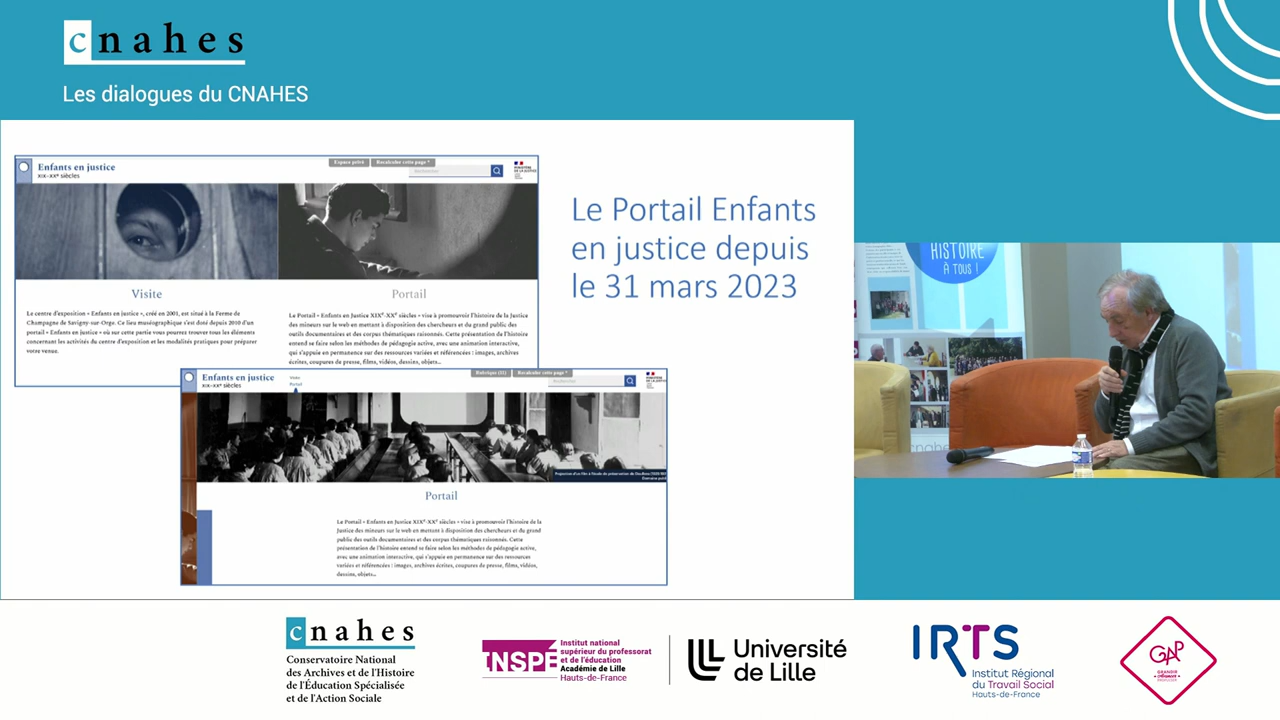 cnahes
Les dialogues du CNAHES
Enfants en justice
XIX-XXe siècles
Espace privé
Recalculer cette page *
Rechercher
Visite
Portail
Le centre d'exposition « Enfants en justice », créé en 2001, est situé à la Ferme de
Champagne de Savigny-sur-Orge. Ce lieu muséographique s'est donné depuis 2010 d'un
portail « Enfants en Justice » où sur cette partie vous pourrez trouver tous les éléments
concernant les activités du centre d'exposition et les modalités pratiques pour préparer
votre venue.
Le Portail « Enfants en Justice XIXe-XXe siècles » vise à promouvoir l'histoire de la Justice
des mineurs sur le web en mettant à disposition des chercheurs et du grand public des
outils documentaires et des corpus thématiques raisonnés. Cette présentation de l'histoire
entend se faire selon les méthodes de pédagogie active, avec une animation interactive,
qui s'appuie en permanence sur des ressources variées et référencées : images, archives
écrites, coupures de presse, films, vidéos, dessins, objets...
Le Portail Enfants
en justice depuis
le 31 mars 2023
Enfants en justice
XIX-XXe siècles
Visite
Portail
Rubrique (11)
Recalculer cette page *
Rechercher
Portail
Le Portail « Enfants en Justice XIXe-XXe siècles » vise à promouvoir l'histoire de la
Justice des mineurs sur le web en mettant à disposition des chercheurs et du grand
public des outils documentaires et des corpus thématiques raisonnés. Cette
présentation de l'histoire entend se faire selon les méthodes de pédagogie active,
avec une animation interactive, qui s'appuie en permanence sur des ressources
variées et référencées : images, archives écrites, coupures de presse, films, vidéos,
dessins, objets...
HISTOIRE
À TOUS !
cnahes
Conservatoire National
des Archives et de l'Histoire
de l'Éducation Spécialisée
et de l'Action Sociale
INSPÉ
Institut national
supérieur du professorat
et de l'éducation
Académie de Lille
Hauts-de-France
Université
de Lille
IRTS
Institut Régional
du Travail Social
Hauts-de-France
GAP